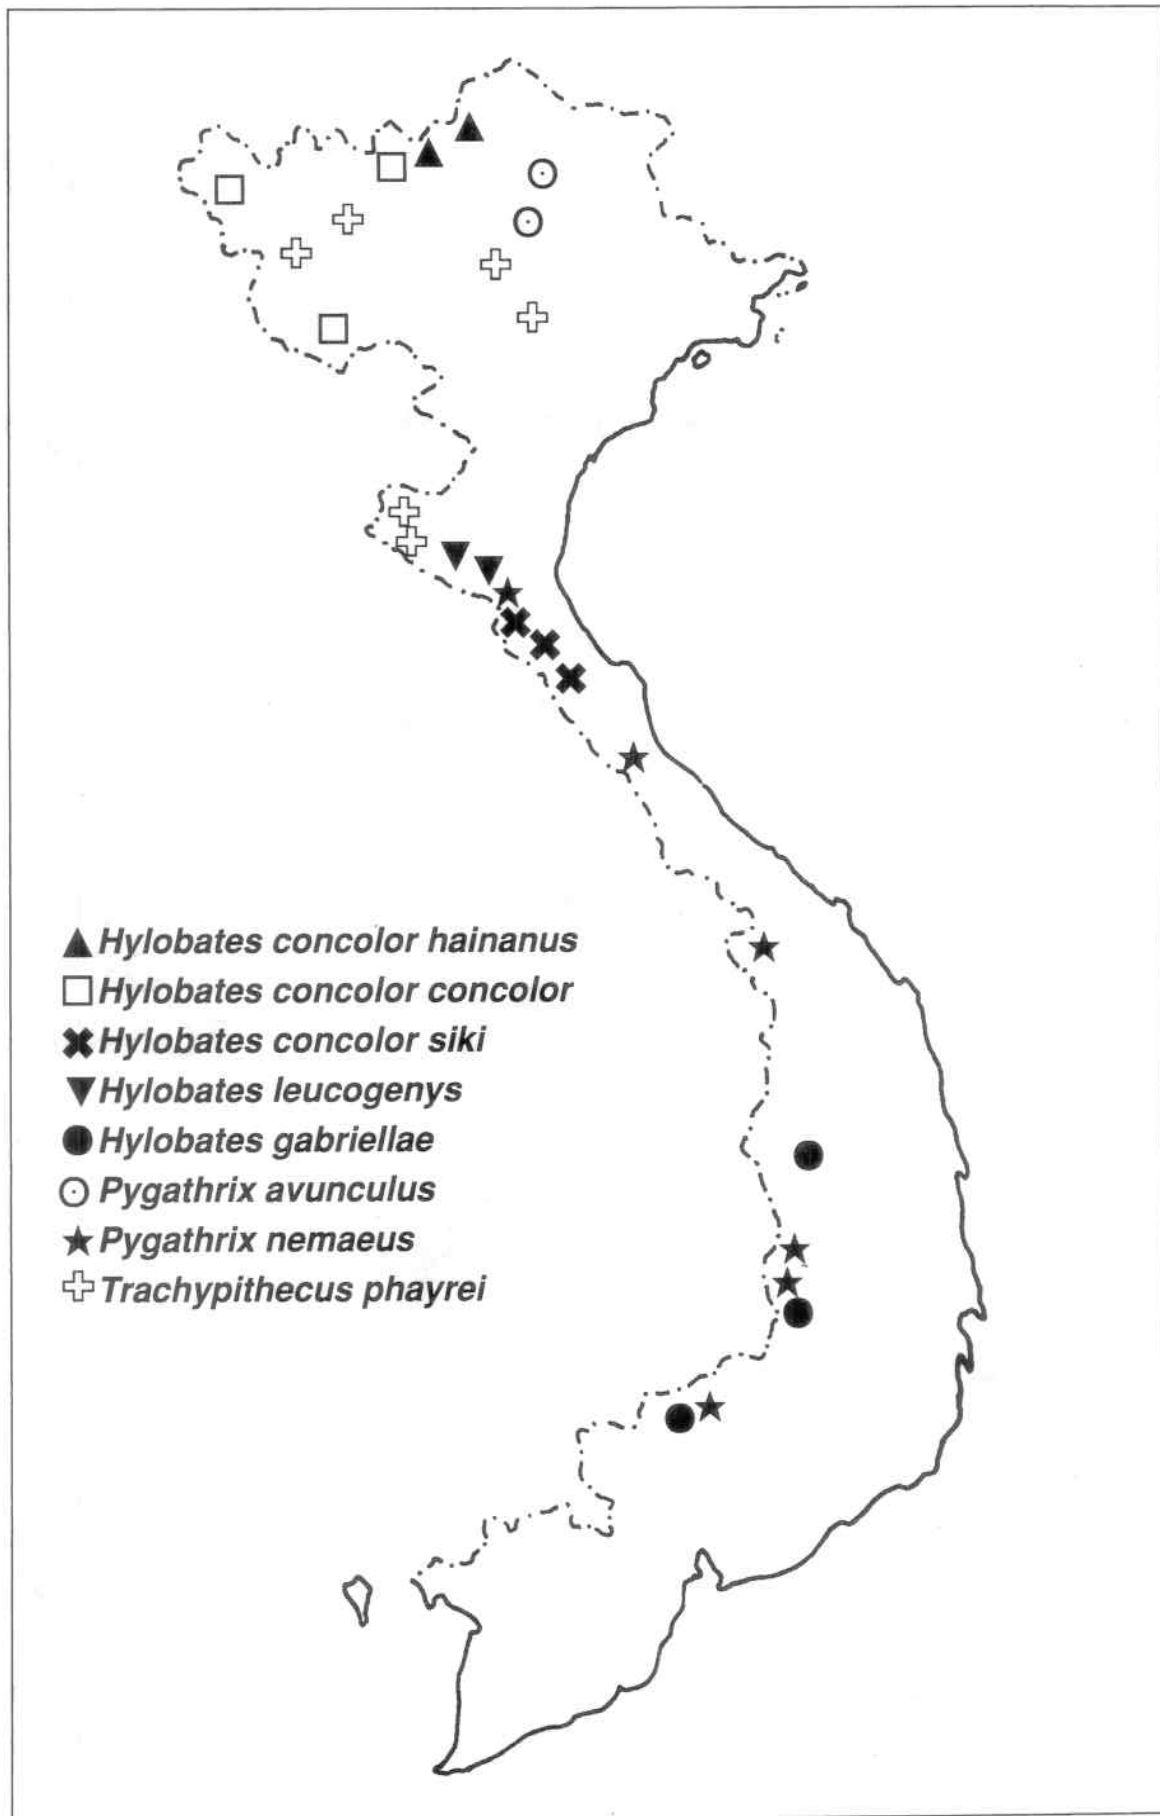 Hylobates concolor hainanus
Hylobates concolor concolor
Hylobates concolor siki
Hylobates leucogenys
Hylobates gabriellae
Pygathrix avunculus
Pygathrix nemaeus
Trachypithecus phayrei